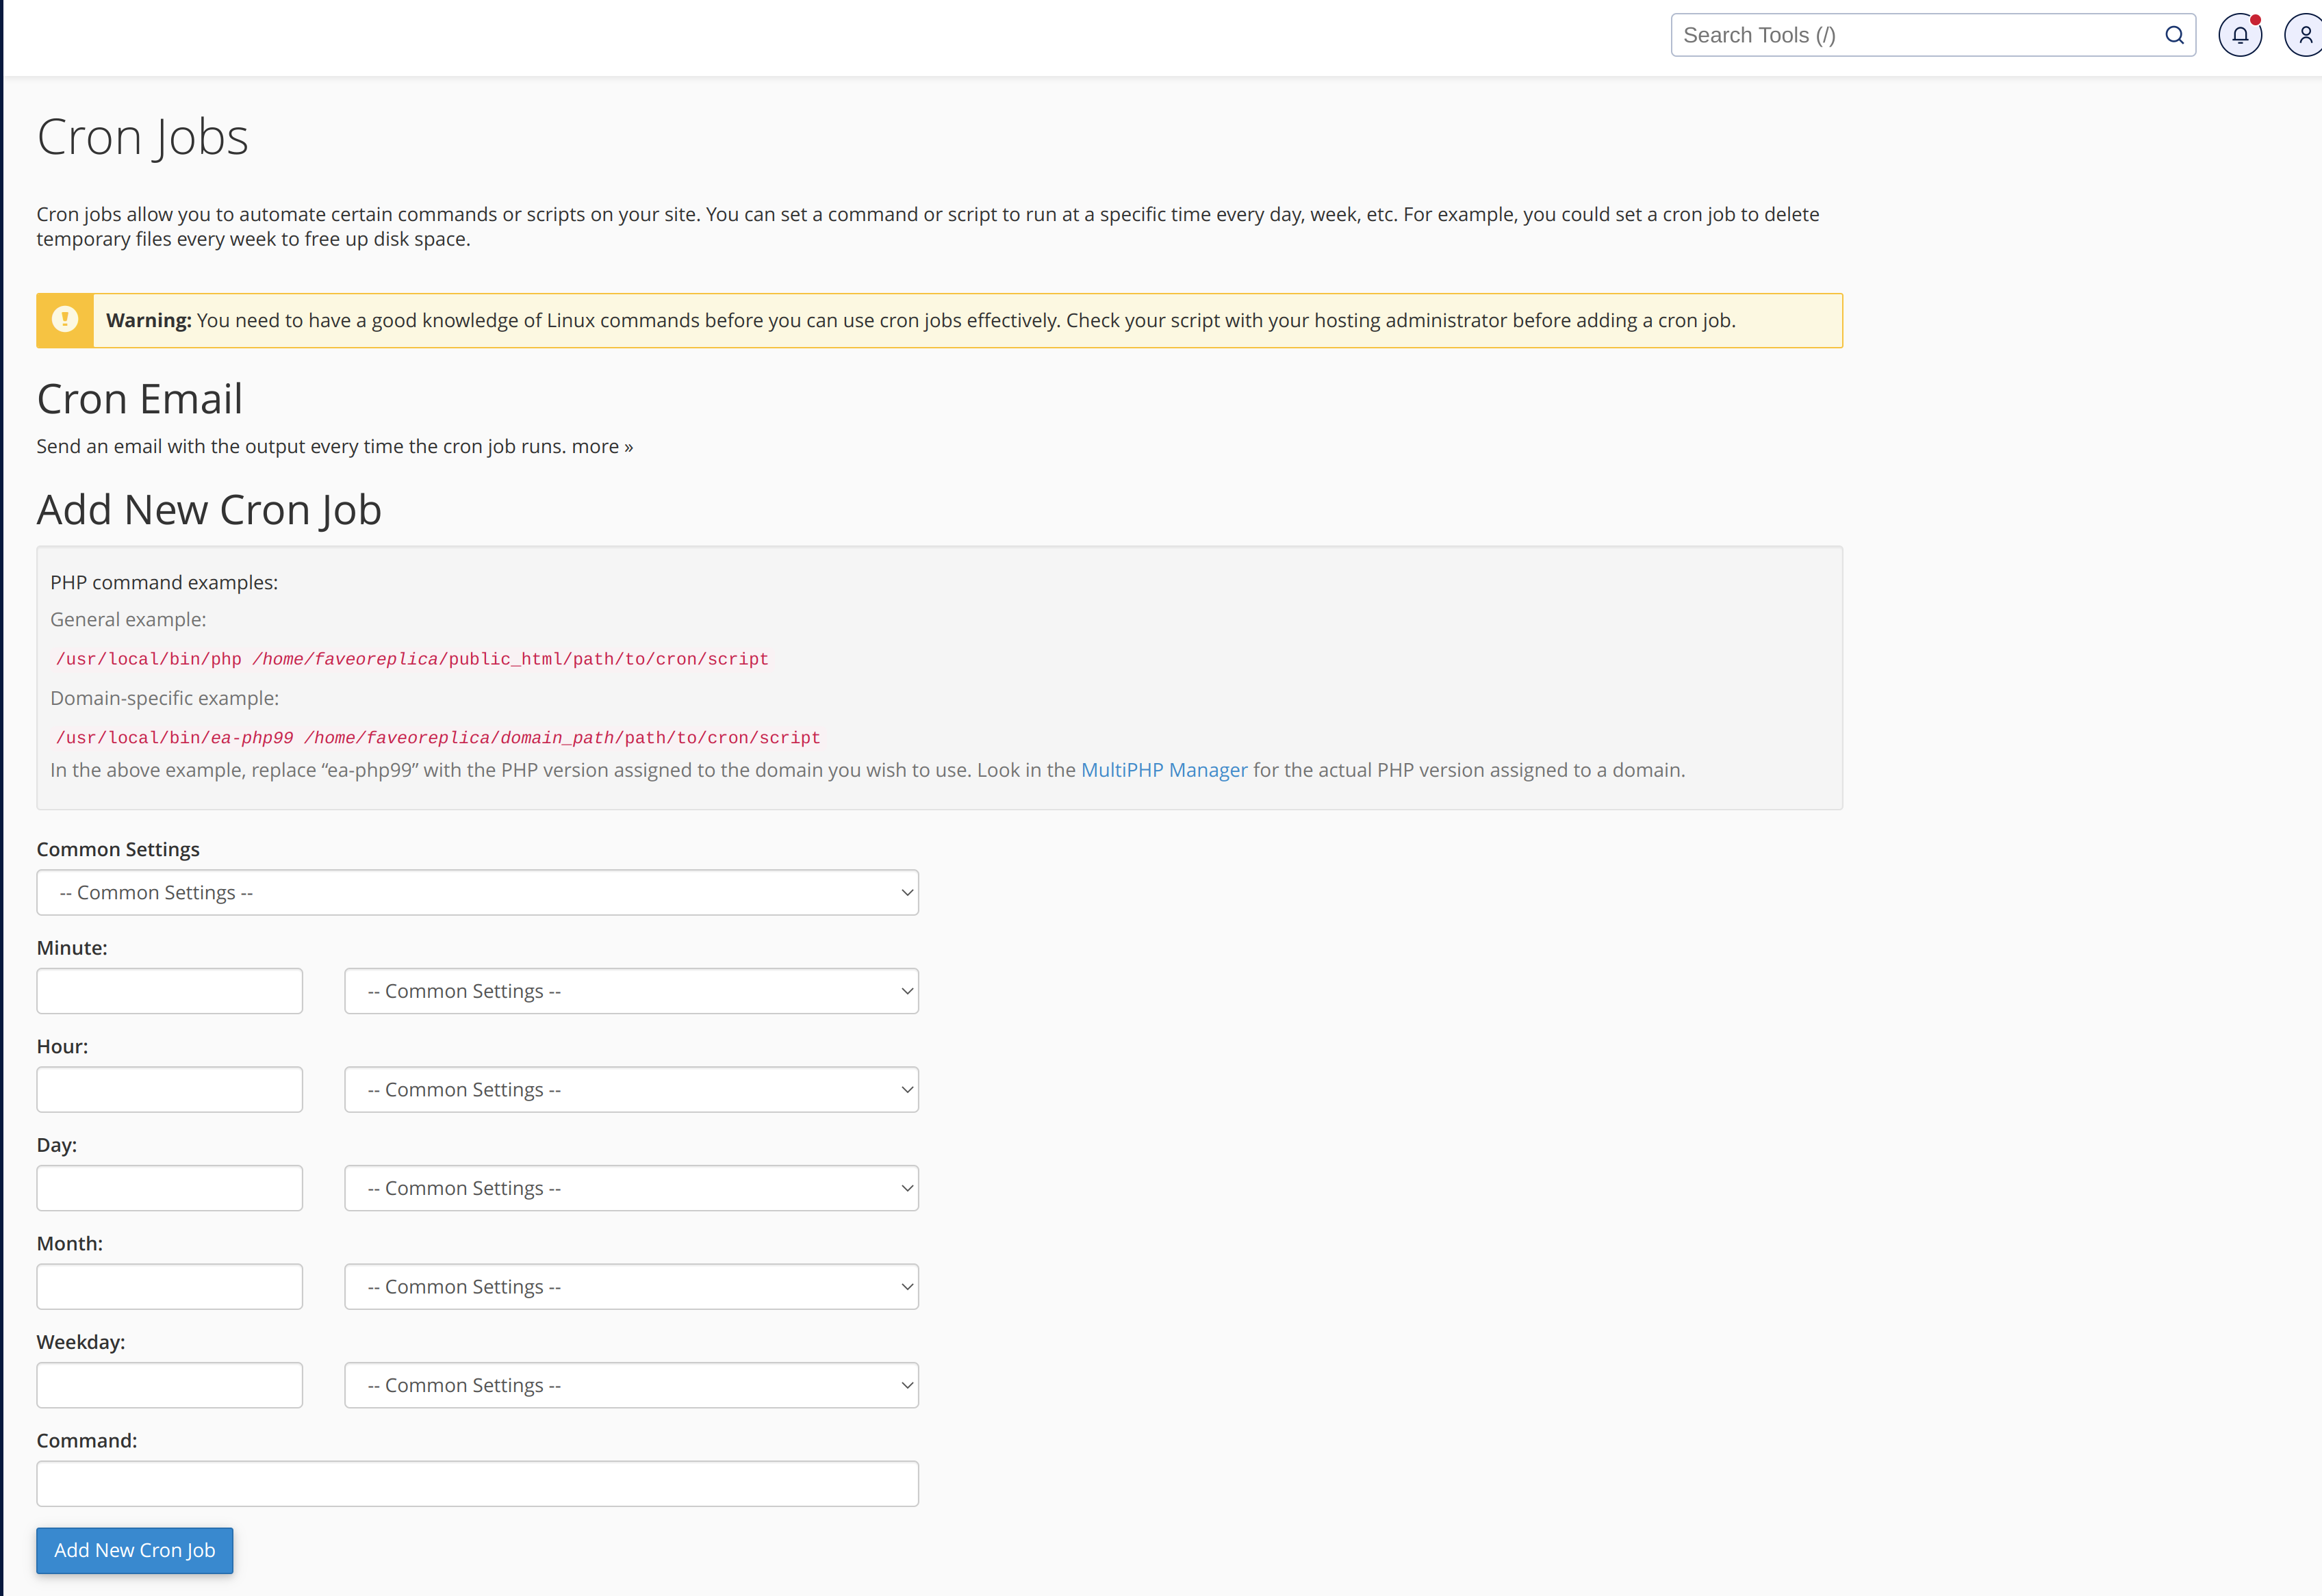 Search Tools (/)
Cron Jobs
Cron jobs allow you to automate certain commands or scripts on your site. You can set a command or script to run at a specific time every day, week, etc. For example, you could set a cron job to delete
temporary files every week to free up disk space.
Warning: You need to have a good knowledge of Linux commands before you can use cron jobs effectively. Check your script with your hosting administrator before adding a cron job.
Cron Email
Send an email with the output every time the cron job runs. more »
Add New Cron Job
PHP command examples:
General example:
/usr/local/bin/php /home/faveoreplica/public_html/path/to/cron/script
Domain-specific example:
/usr/local/bin/ea-php99 /home/faveoreplica/domain_path/path/to/cron/script
In the above example, replace “ea-php99” with the PHP version assigned to the domain you wish to use. Look in the MultiPHP Manager for the actual PHP version assigned to a domain.
Common Settings
-- Common Settings --
Minute:
-- Common Settings --
Hour:
-- Common Settings --
Day:
-- Common Settings --
Month:
-- Common Settings --
Weekday:
-- Common Settings --
Command:
Add New Cron Job